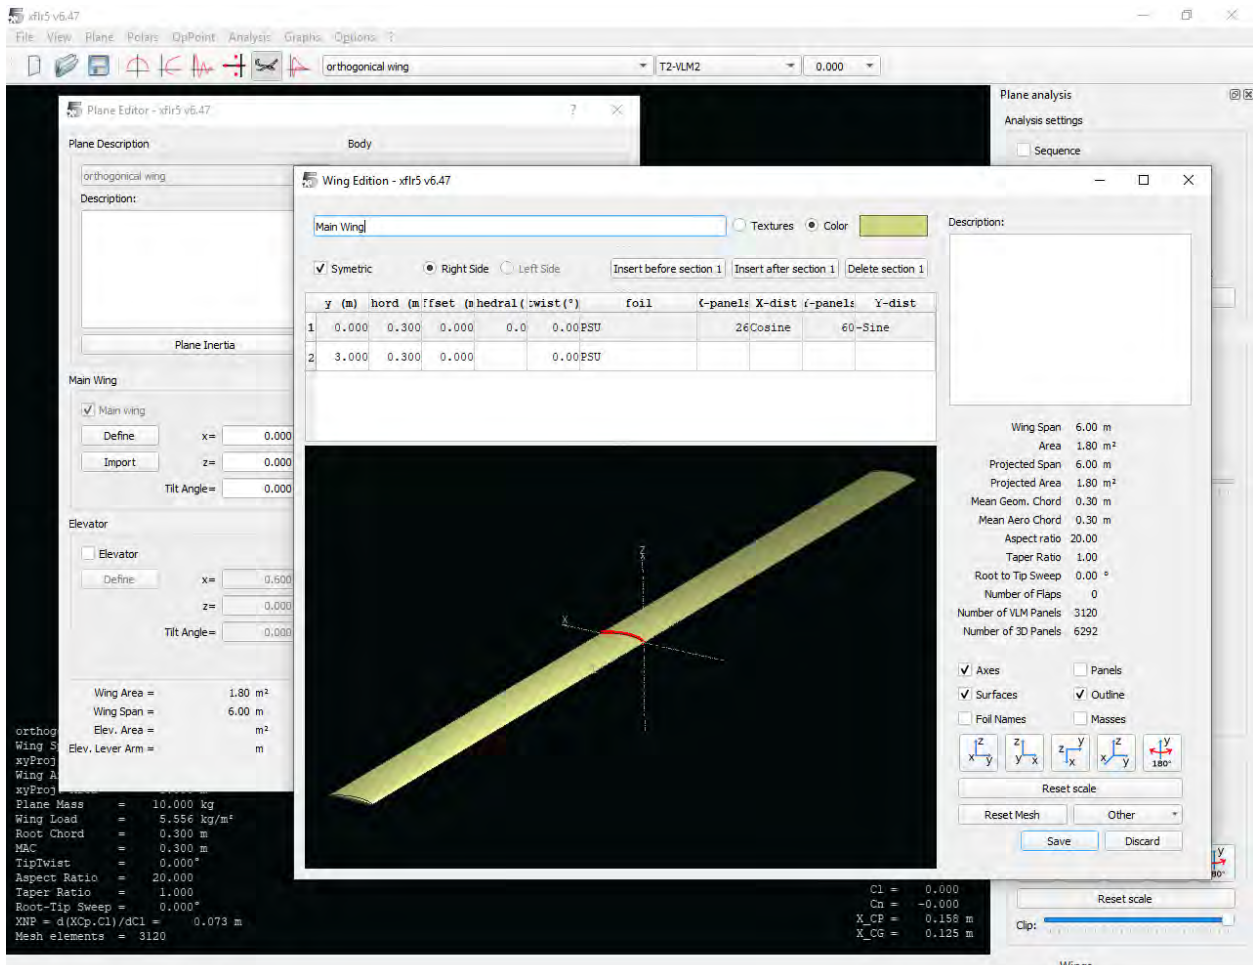 xflr5 v6.47
File View Plane Polars OpPoint Analysis Graphs Options ?
orthogonical wing T2-VLM2 0.000
Plane analysis
Analysis settings
Sequence
Plane Editor - xflr5 v6.47 ?
Plane Description Body
orthogonical wing
Description:
Plane Inertia
Main Wing
Main wing
Define x= 0.000
Import z= 0.000
Tilt Angle= 0.000
Elevator
Elevator
Define x= 0.600
z= 0.000
Tilt Angle= 0.000
Wing Area = 1.80 m²
Wing Span = 6.00 m
Elev. Area = m²
Elev. Lever Arm = m
Wing Edition - xflr5 v6.47
Main Wing Textures Color Description:
Symetric Right Side Left Side Insert before section 1 Insert after section 1 Delete section 1
y (m) hord (m ffset (m hedral( twist(°) foil X-panels X-dist Y-panels Y-dist
1 0.000 0.300 0.000 0.0 0.00 PSU 26 Cosine 60 -Sine
2 3.000 0.300 0.000 0.00 PSU
Z
X
Wing Span 6.00 m
Area 1.80 m²
Projected Span 6.00 m
Projected Area 1.80 m²
Mean Geom. Chord 0.30 m
Mean Aero Chord 0.30 m
Aspect ratio 20.00
Taper Ratio 1.00
Root to Tip Sweep 0.00 °
Number of Flaps 0
Number of VLM Panels 3120
Number of 3D Panels 6292
Axes Panels
Surfaces Outline
Foil Names Masses
z x y z y x z y x z x y y 180°
Reset scale
Reset Mesh Other
Save Discard
orthog
Wing S
xyProj
Wing A
xyProj
Plane Mass = 10.000 kg
Wing Load = 5.556 kg/m²
Root Chord = 0.300 m
MAC = 0.300 m
TipTwist = 0.000°
Aspect Ratio = 20.000
Taper Ratio = 1.000
Root-Tip Sweep = 0.000°
XNP = d(XCp.Cl)/dCl = 0.073 m
Mesh elements = 3120
Cl = 0.000
Cn = -0.000
X_CP = 0.158 m
X_CG = 0.125 m
y
Reset scale
Clip: